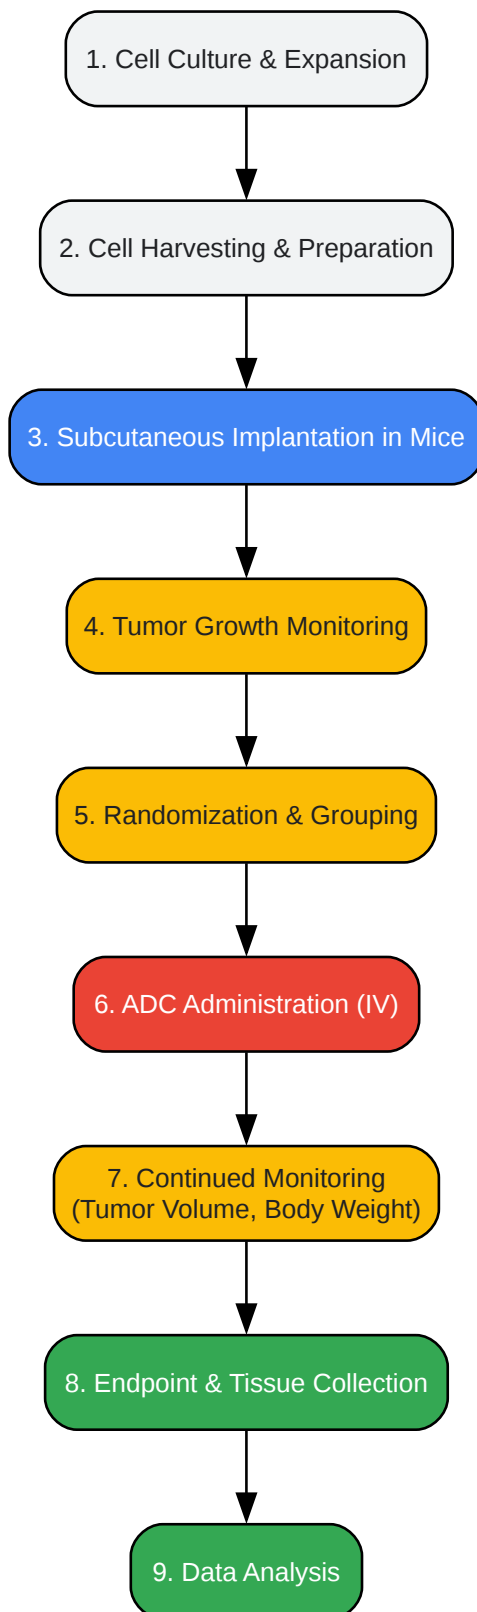 1. Cell Culture & Expansion
2. Cell Harvesting & Preparation
3. Subcutaneous Implantation in Mice
4. Tumor Growth Monitoring
5. Randomization & Grouping
6. ADC Administration (IV)
7. Continued Monitoring
(Tumor Volume, Body Weight)
8. Endpoint & Tissue Collection
9. Data Analysis